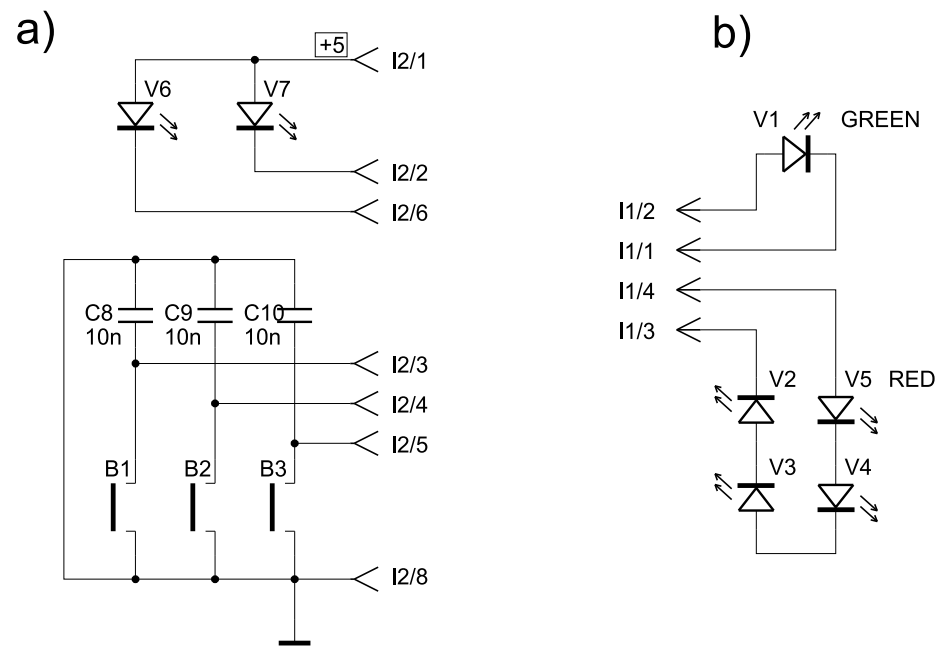 a)
+5
I2/1
V6
V7
I2/2
I2/6
C8
10n
C9
10n
C10
10n
I2/3
I2/4
I2/5
B1
B2
B3
I2/8
b)
V1
GREEN
I1/2
I1/1
I1/4
I1/3
V2
V5
RED
V3
V4